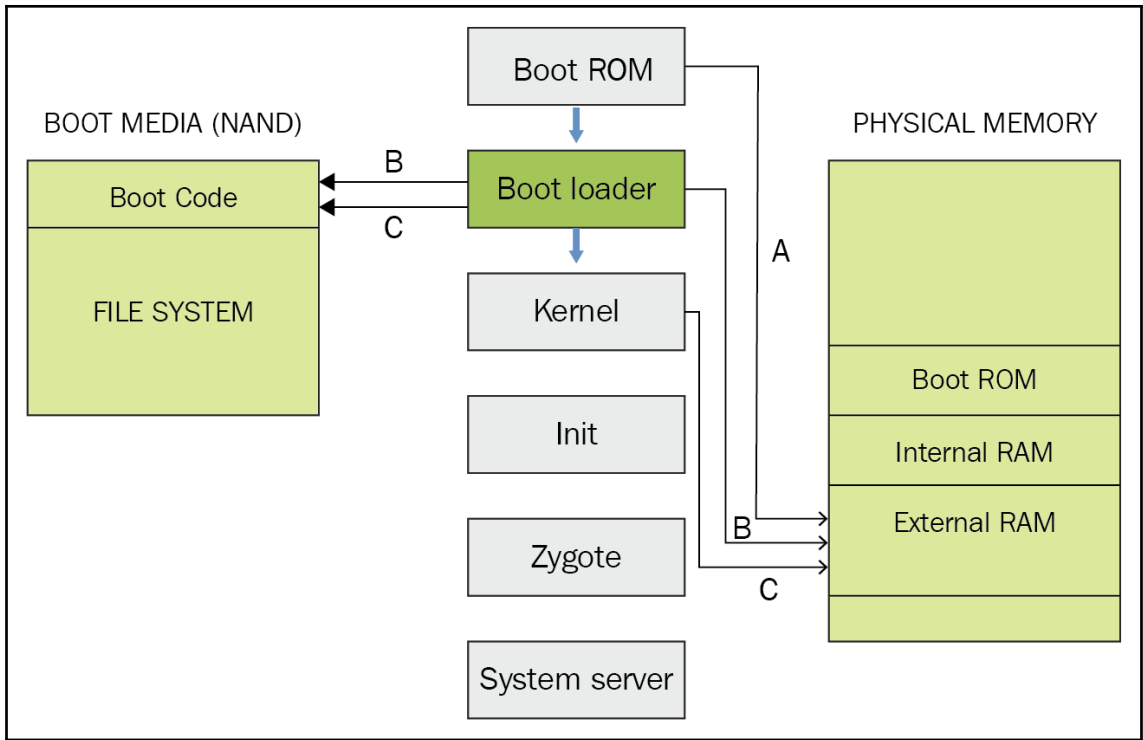 Boot ROM
BOOT MEDIA (NAND)
PHYSICAL MEMORY
B
Boot Code
Boot loader
C
A
FILE SYSTEM
Kernel
Boot ROM
Init
Internal RAM
External RAM
B
Zygote
C
System server